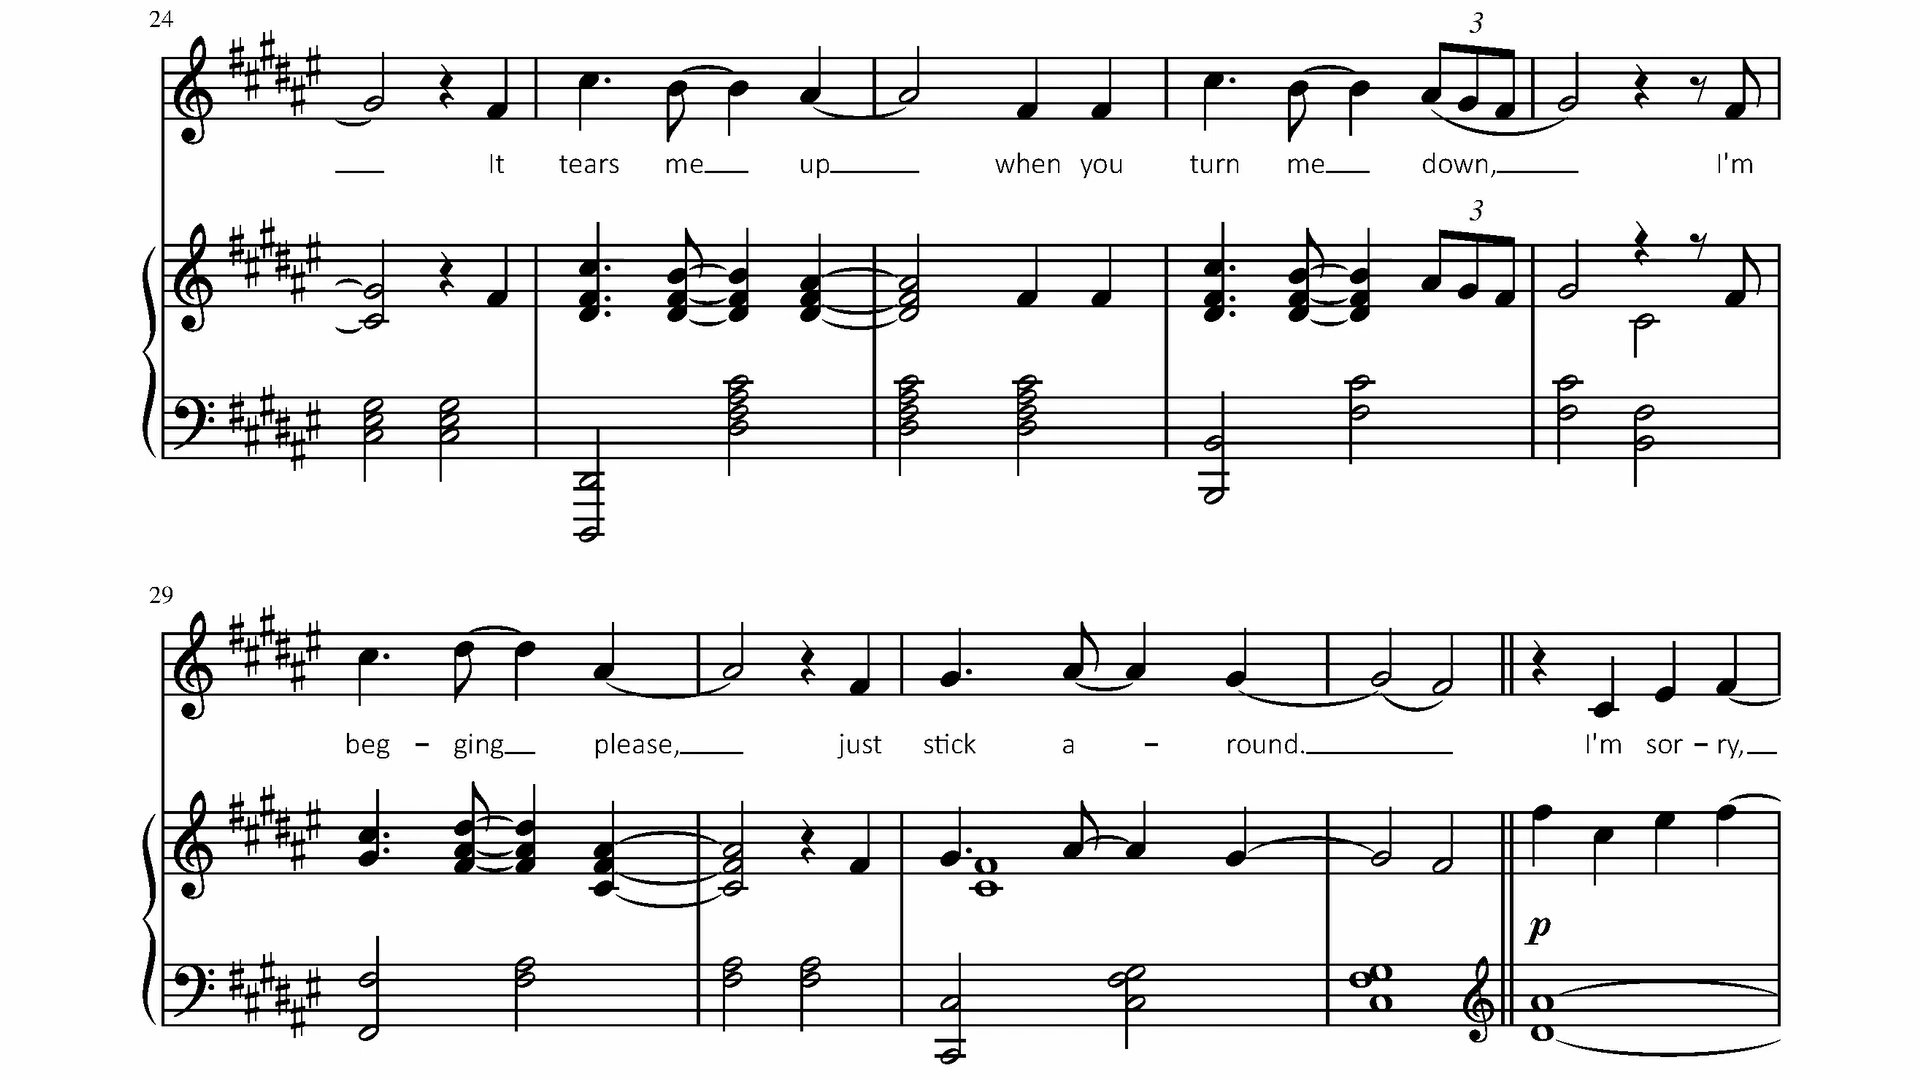 24
3
It tears me up when you turn me down, I'm
3
29
beg - ging please, just stick a - round. I'm sor - ry,
p